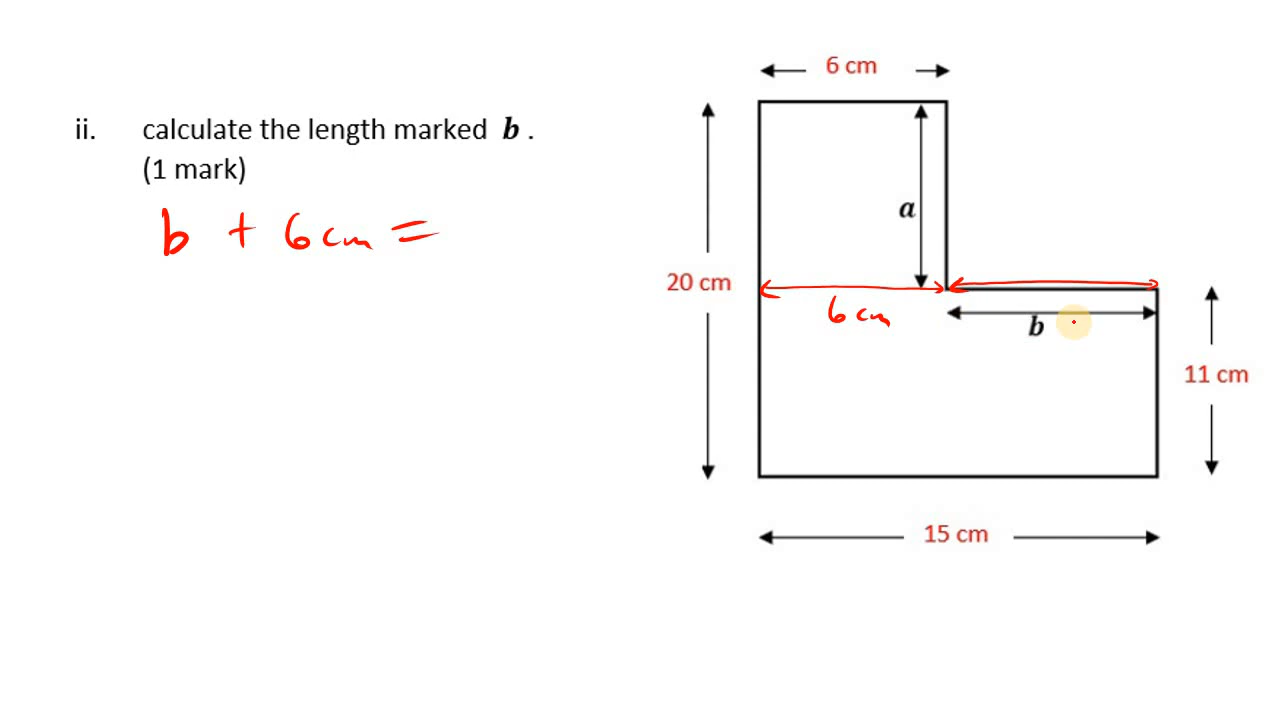 ii. calculate the length marked b .
(1 mark)
b + 6cm =
6 cm
a
20 cm
6cm
b
11 cm
15 cm